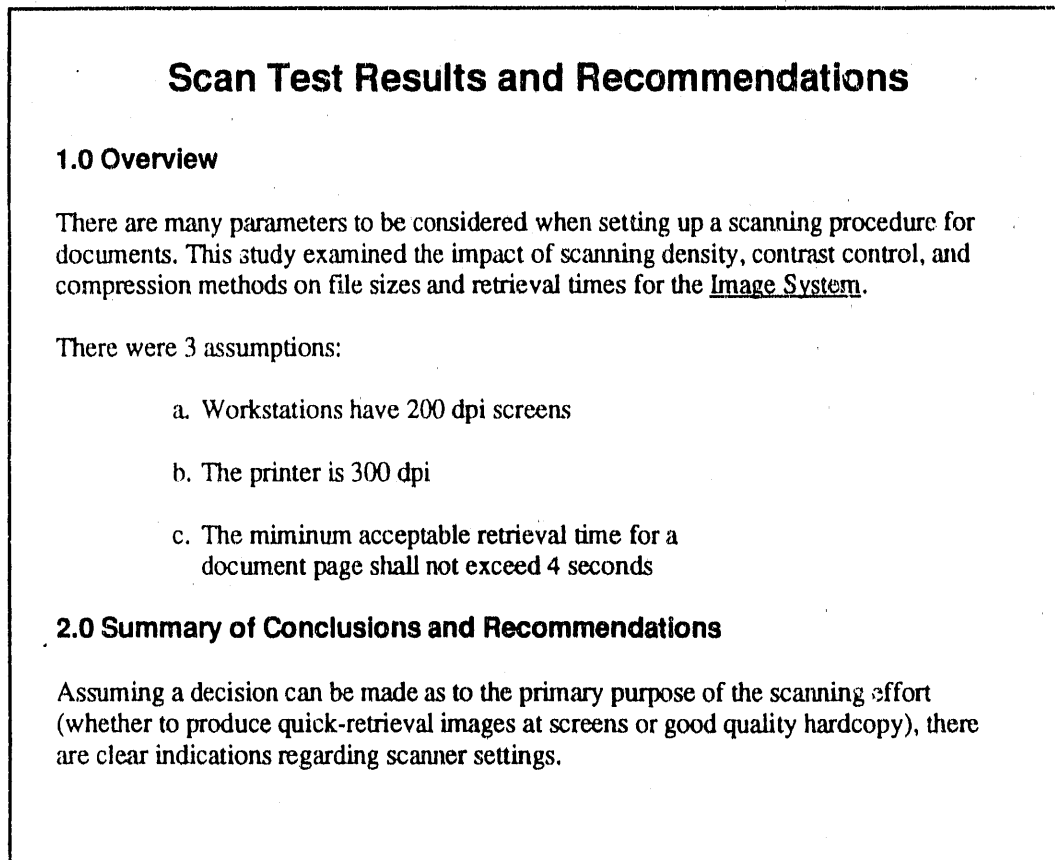 Scan Test Results and Recommendations
1.0 Overview
There are many parameters to be considered when setting up a scanning procedure for
documents. This study examined the impact of scanning density, contrast control, and
compression methods on file sizes and retrieval times for the Image System.
There were 3 assumptions:
a. Workstations have 200 dpi screens
b. The printer is 300 dpi
c. The miminum acceptable retrieval time for a
document page shall not exceed 4 seconds
2.0 Summary of Conclusions and Recommendations
Assuming a decision can be made as to the primary purpose of the scanning effort
(whether to produce quick-retrieval images at screens or good quality hardcopy), there
are clear indications regarding scanner settings.